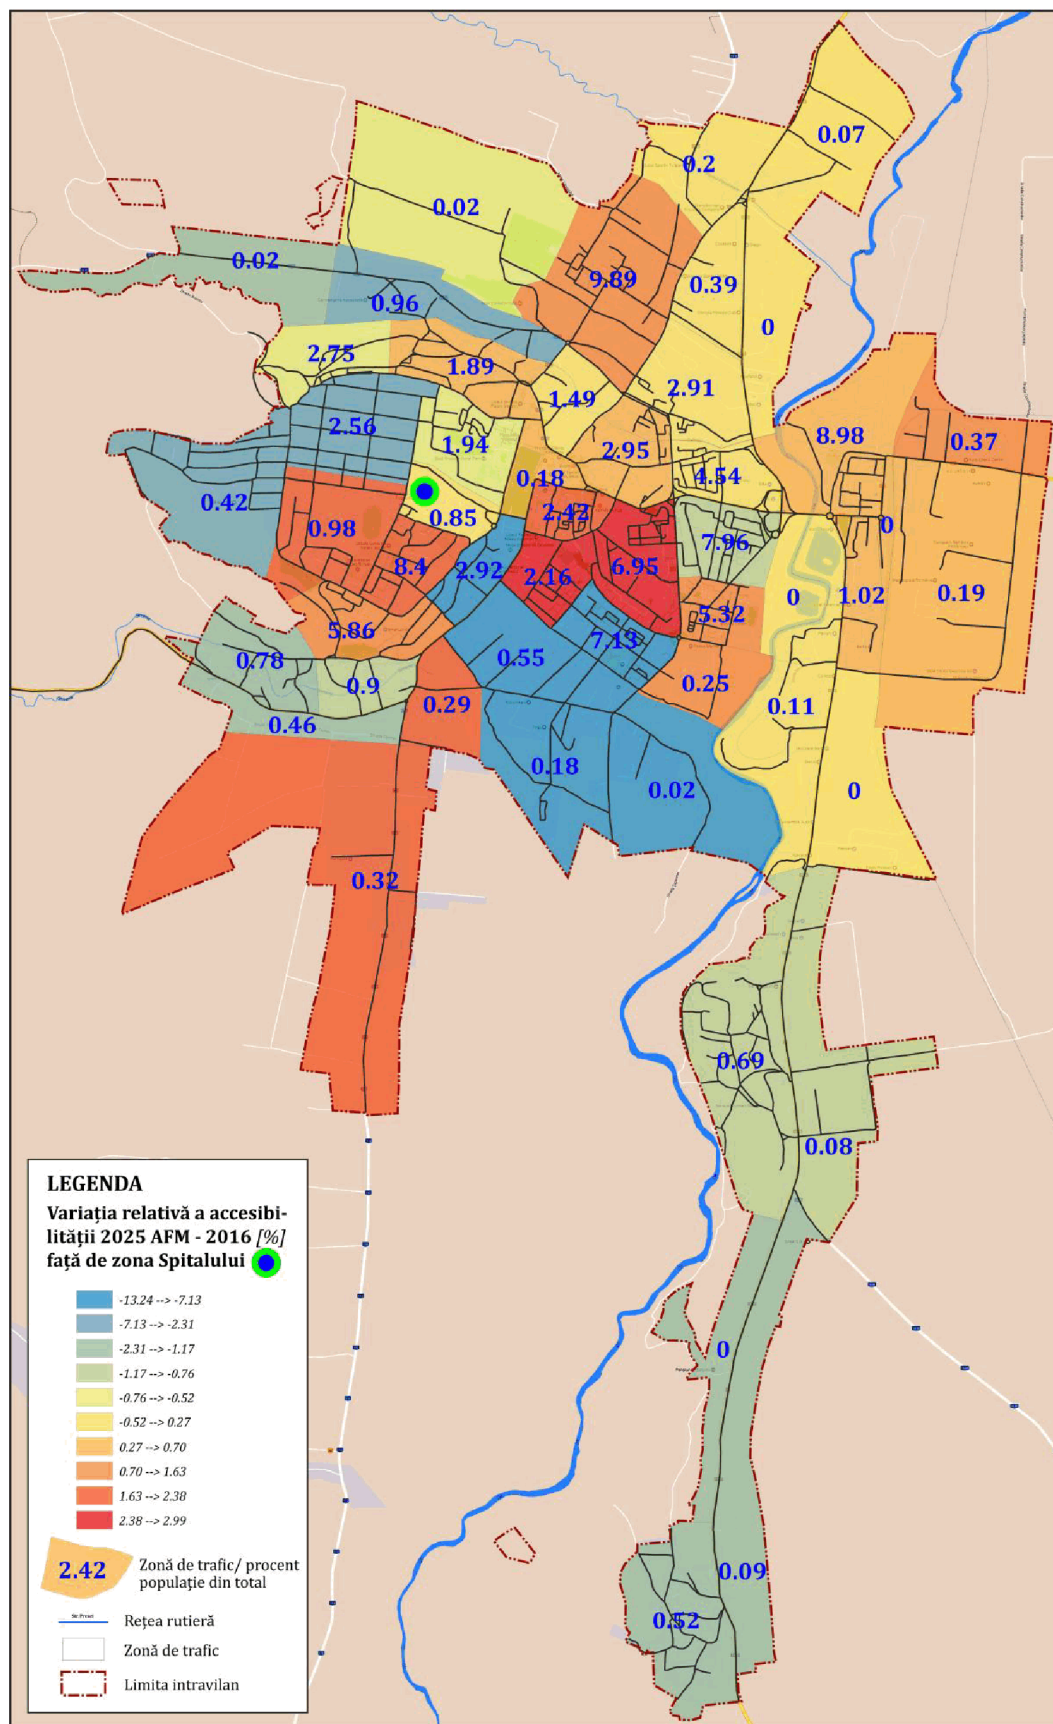 0.07
0.2
0.02
0.02
9.89
0.39
0.96
0
2.75
1.89
2.91
1.49
2.56
8.98
0.37
1.94
2.95
0.18
4.54
0.42
0.85
2.42
0
0.98
7.96
8.4
2.92
2.16
6.95
0
1.02
0.19
5.32
5.86
7.13
0.78
0.55
0.9
0.25
0.29
0.11
0.46
0.18
0.02
0
0.32
0.69
0.08
0
0.09
0.52
LEGENDA
Variația relativă a accesibi-
lității 2025 AFM - 2016 [%]
față de zona Spitalului
-13.24 --> -7.13
-7.13 --> -2.31
-2.31 --> -1.17
-1.17 --> -0.76
-0.76 --> -0.52
-0.52 --> 0.27
0.27 --> 0.70
0.70 --> 1.63
1.63 --> 2.38
2.38 --> 2.99
2.42
Zonă de trafic/ procent
populație din total
Rețea rutieră
Zonă de trafic
Limita intravilan